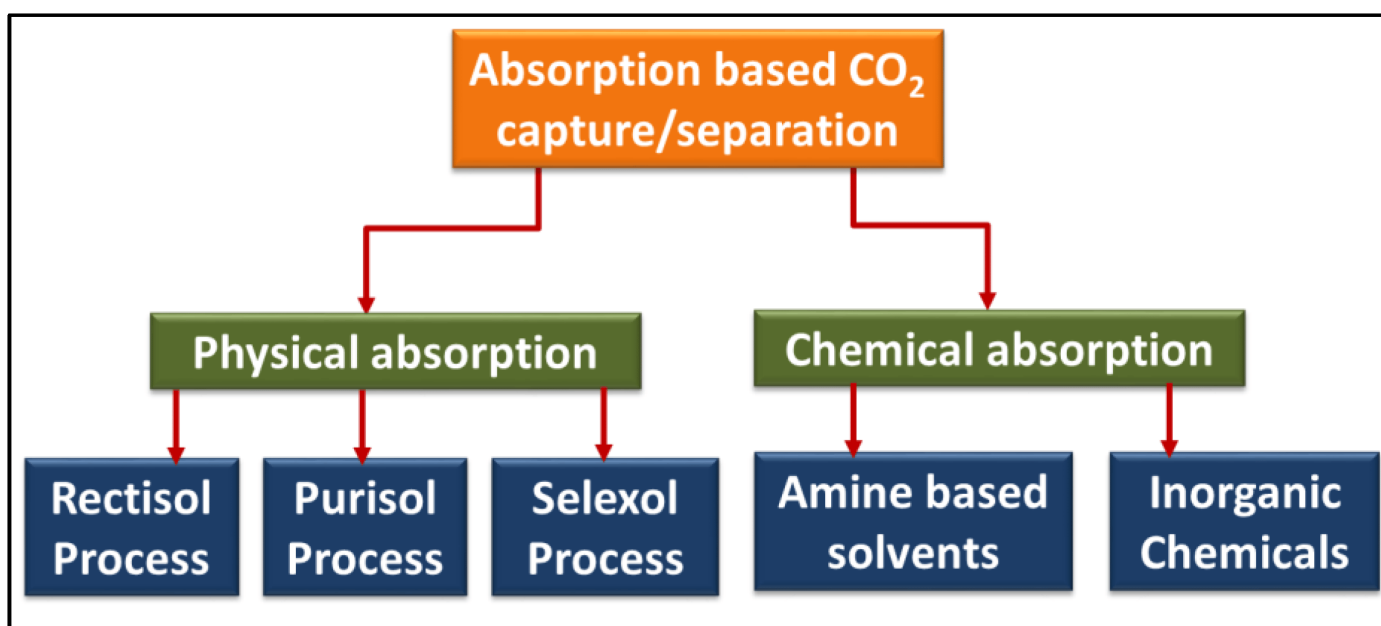 Absorption based CO₂
capture/separation
Physical absorption
Chemical absorption
Rectisol
Process
Purisol
Process
Selexol
Process
Amine based
solvents
Inorganic
Chemicals